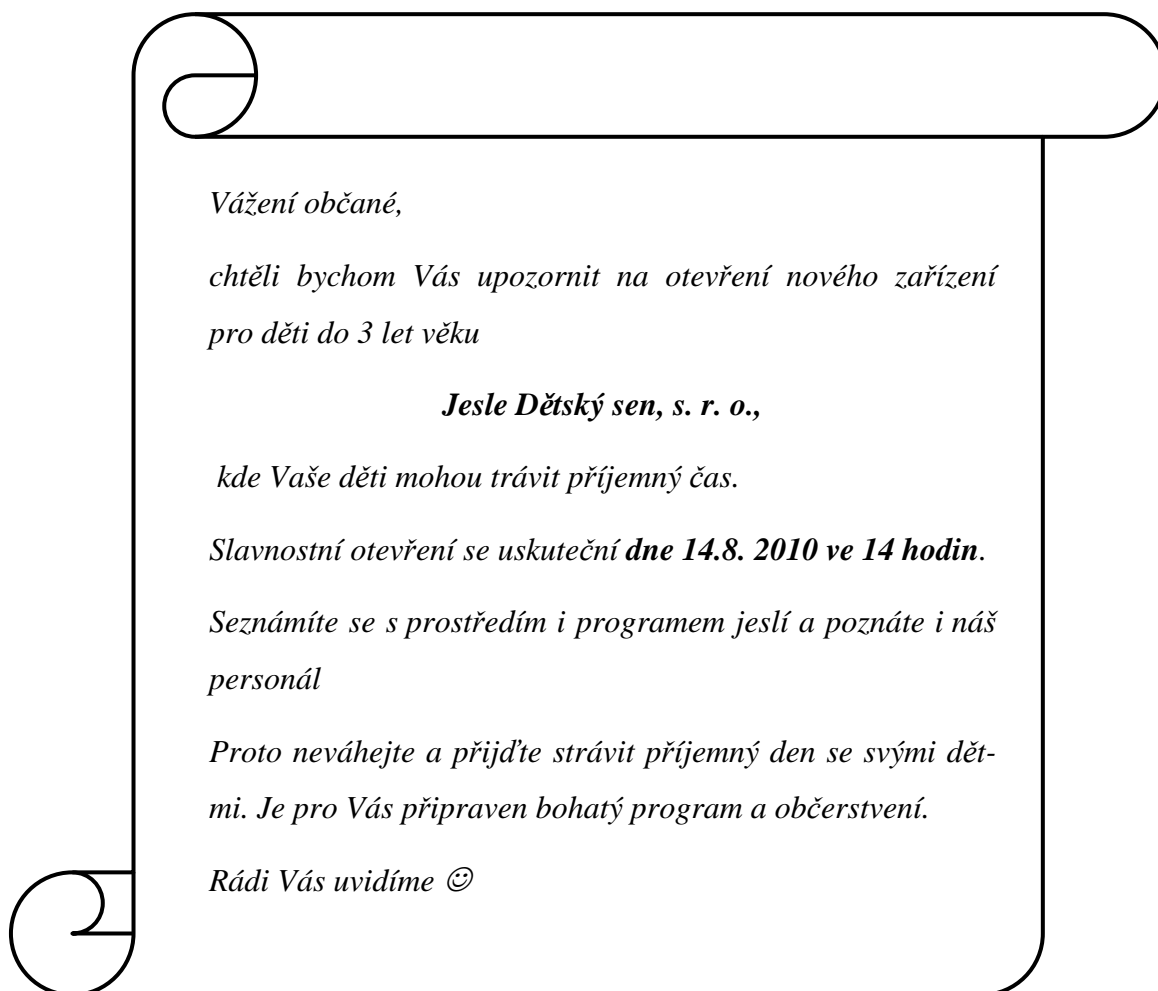 Vážení občané,
chtěli bychom Vás upozornit na otevření nového zařízení
pro děti do 3 let věku
Jesle Dětský sen, s. r. o.,
kde Vaše děti mohou trávit příjemný čas.
Slavnostní otevření se uskuteční dne 14.8. 2010 ve 14 hodin.
Seznámíte se s prostředím i programem jeslí a poznáte i náš
personál
Proto neváhejte a přijďte strávit příjemný den se svými dět-
mi. Je pro Vás připraven bohatý program a občerstvení.
Rádi Vás uvidíme ☺